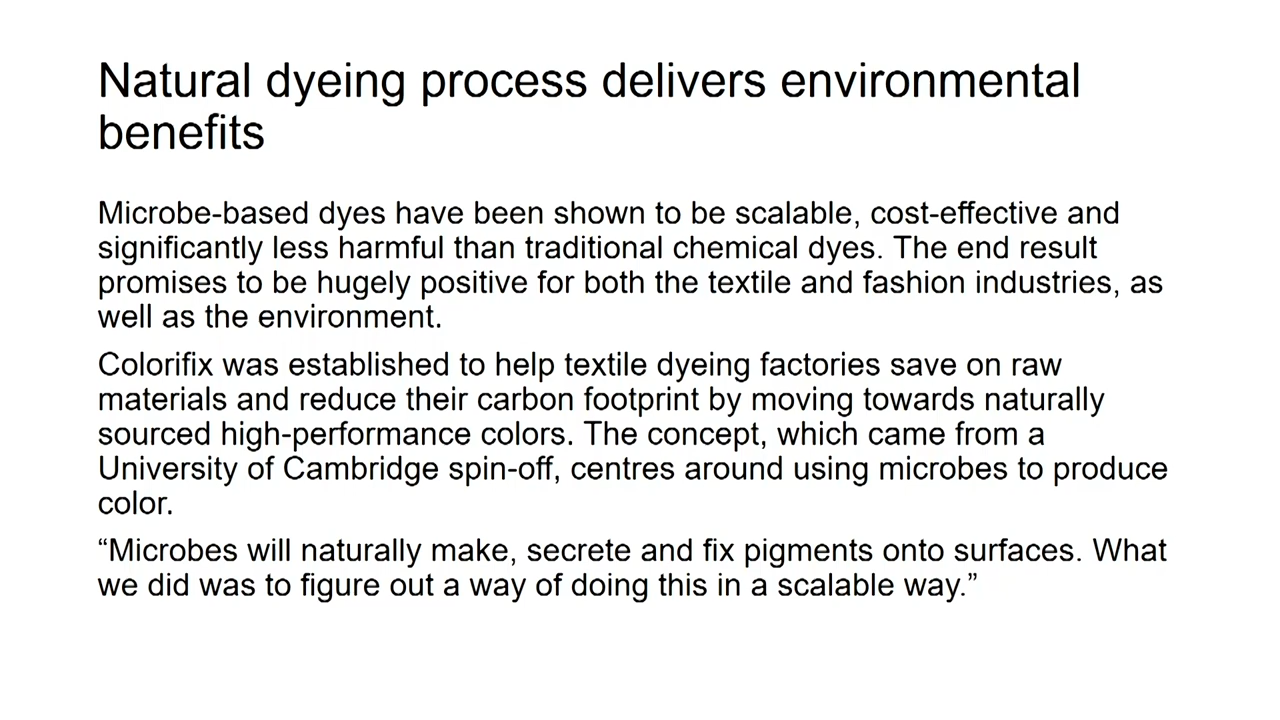 Natural dyeing process delivers environmental
benefits
Microbe-based dyes have been shown to be scalable, cost-effective and
significantly less harmful than traditional chemical dyes. The end result
promises to be hugely positive for both the textile and fashion industries, as
well as the environment.
Colorifix was established to help textile dyeing factories save on raw
materials and reduce their carbon footprint by moving towards naturally
sourced high-performance colors. The concept, which came from a
University of Cambridge spin-off, centres around using microbes to produce
color.
“Microbes will naturally make, secrete and fix pigments onto surfaces. What
we did was to figure out a way of doing this in a scalable way.”